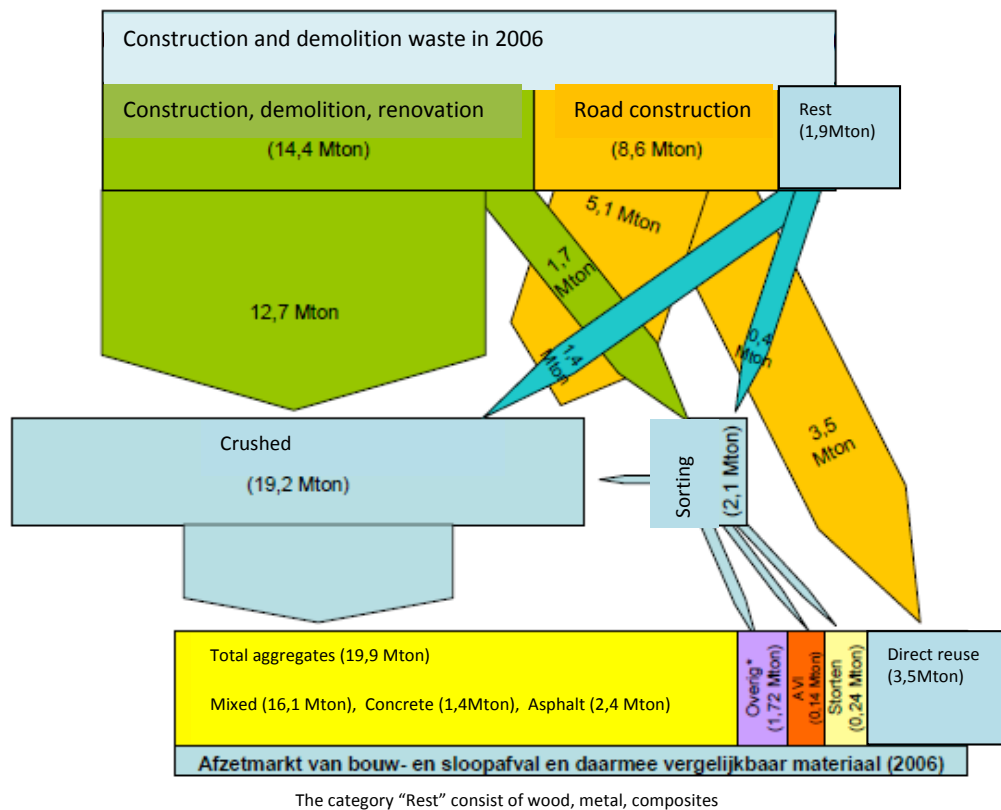 Construction and demolition waste in 2006
Construction, demolition, renovation
(14,4 Mton)
Road construction
(8,6 Mton)
Rest
(1,9Mton)
5,1 Mton
1,7
Mton
12,7 Mton
1,4
Mton
0,4
Mton
3,5
Mton
Crushed
(19,2 Mton)
Sorting
(2,1 Mton)
Total aggregates (19,9 Mton)
Mixed (16,1 Mton),  Concrete (1,4Mton),  Asphalt (2,4 Mton)
Overig*
(1,72 Mton)
AVI
(0,14 Mton)
Storten
(0,24 Mton)
Direct reuse
(3,5Mton)
Afzetmarkt van bouw- en sloopafval en daarmee vergelijkbaar materiaal (2006)
The category “Rest” consist of wood, metal, composites